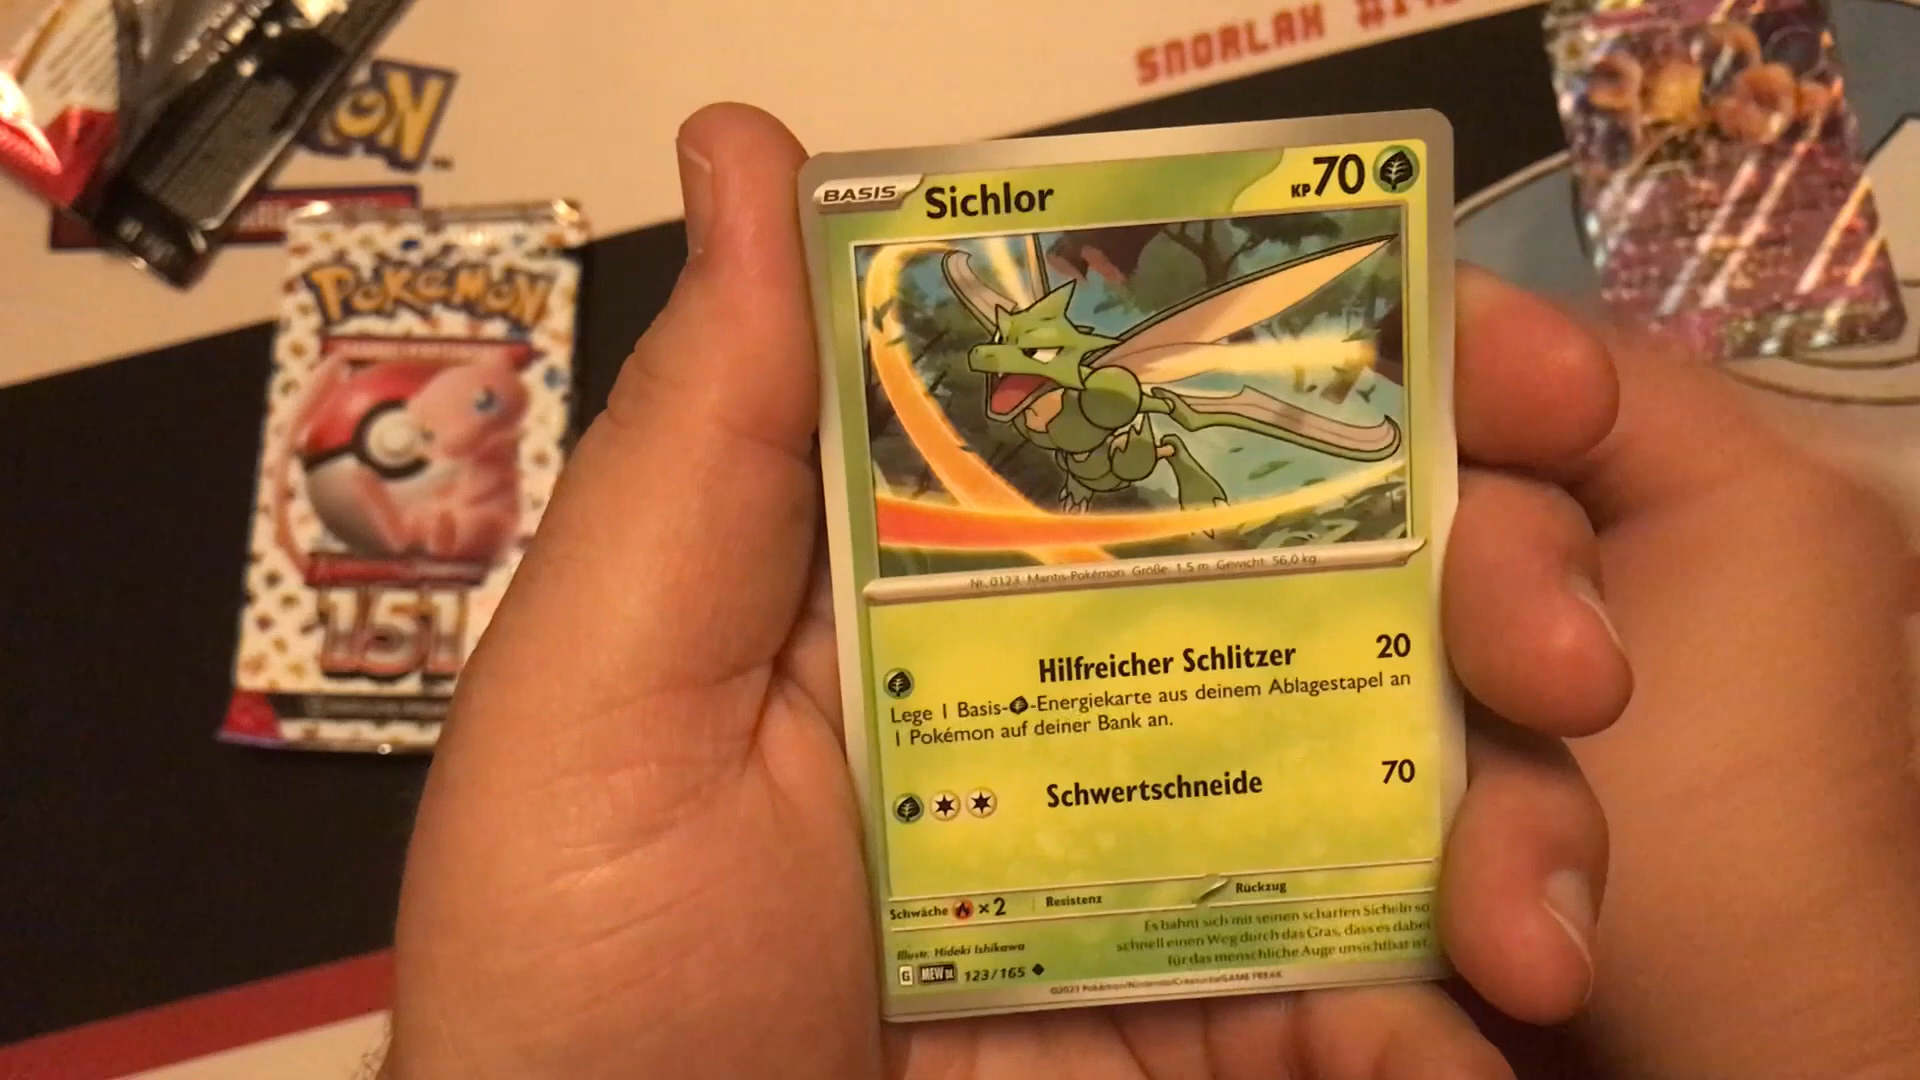 SNORLAX
POKÉMON
151
BASIS Sichlor KP 70
Nr. 0123 Mantis-Pokémon Größe: 1.5 m Gewicht: 56,0 kg
Hilfreicher Schlitzer 20
Lege 1 Basis- -Energiekarte aus deinem Ablagestapel an
1 Pokémon auf deiner Bank an.
Schwertschneide 70
Schwäche ×2 Resistenz Rückzug
Es bahnt sich mit seinen scharfen Sicheln so
schnell einen Weg durch das Gras, dass es dabei
für das menschliche Auge unsichtbar ist.
Illustr. Hideki Ishikawa
G MEW DE 123/165
©2023 Pokémon/Nintendo/Creatures/GAME FREAK